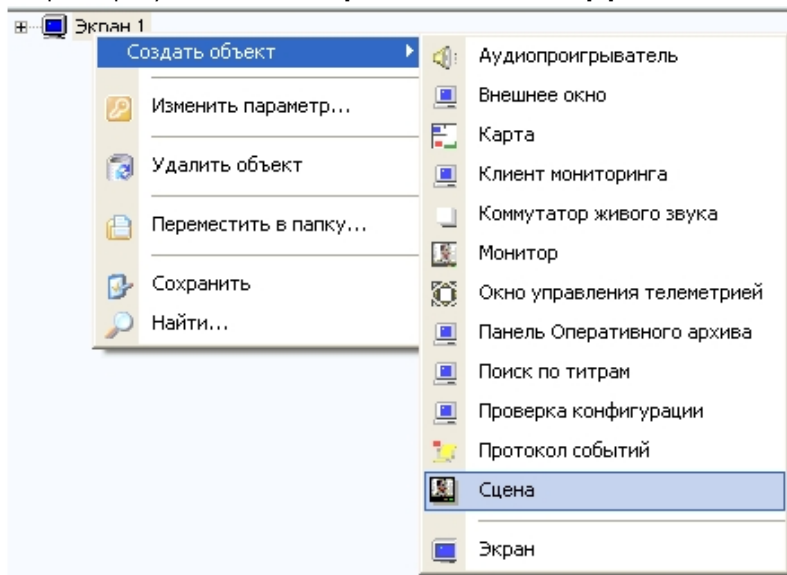 Экран 1
Создать объект
Изменить параметр...
Удалить объект
Переместить в папку...
Сохранить
Найти...
Аудиопроигрыватель
Внешнее окно
Карта
Клиент мониторинга
Коммутатор живого звука
Монитор
Окно управления телеметрией
Панель Оперативного архива
Поиск по титрам
Проверка конфигурации
Протокол событий
Сцена
Экран